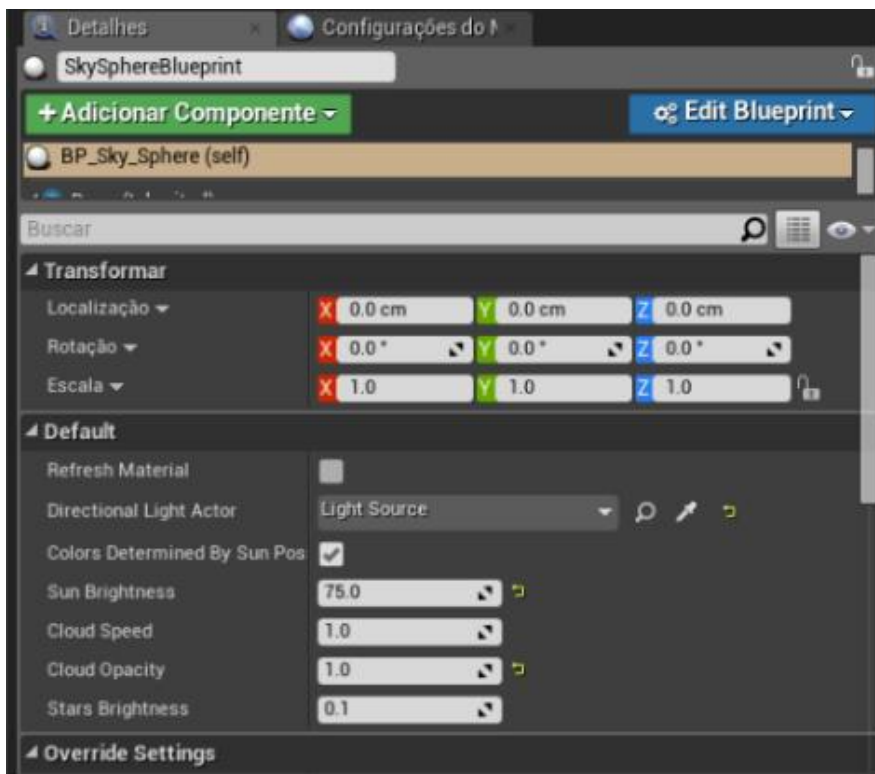 Detalhes
Configurações do
SkySphereBlueprint
+ Adicionar Componente
Edit Blueprint
BP_Sky_Sphere (self)
Buscar
Transformar
Localização X 0.0 cm Y 0.0 cm Z 0.0 cm
Rotação X 0.0 ° Y 0.0 ° Z 0.0 °
Escala X 1.0 Y 1.0 Z 1.0
Default
Refresh Material
Directional Light Actor Light Source
Colors Determined By Sun Pos
Sun Brightness 75.0
Cloud Speed 1.0
Cloud Opacity 1.0
Stars Brightness 0.1
Override Settings